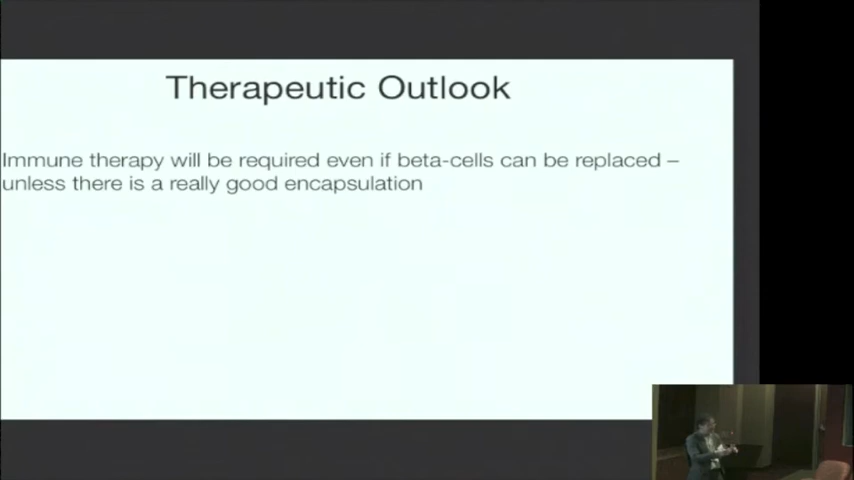 Therapeutic Outlook
Immune therapy will be required even if beta-cells can be replaced –
unless there is a really good encapsulation